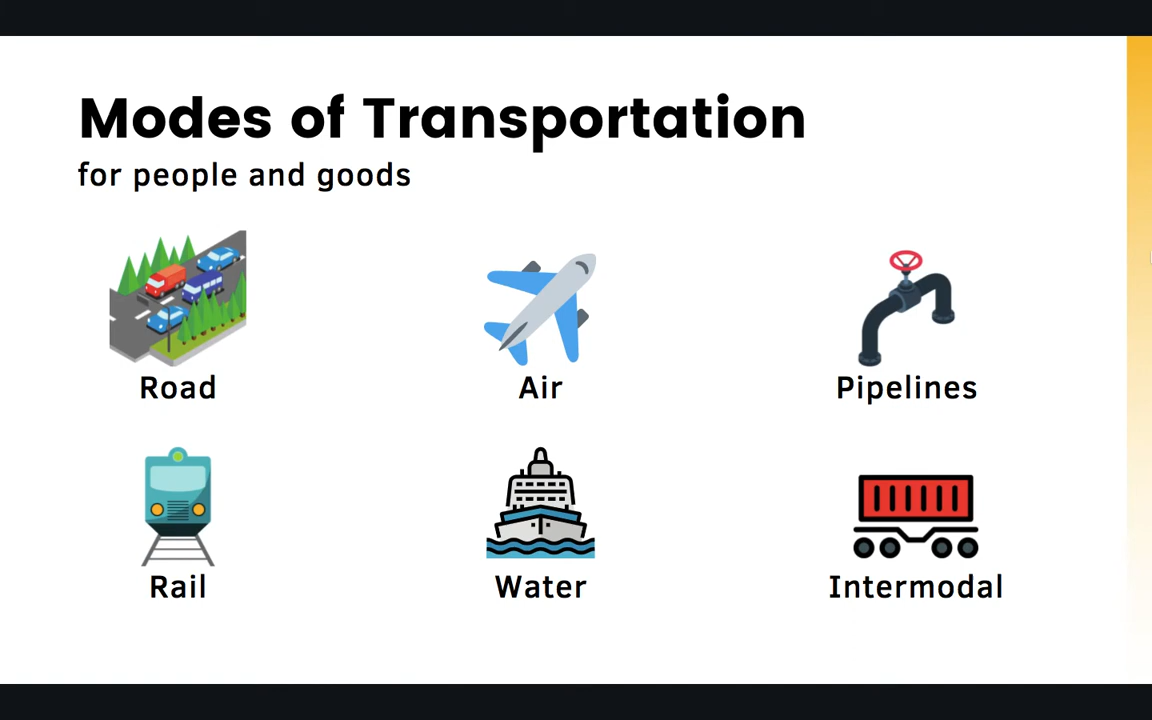 Modes of Transportation
for people and goods
Road
Air
Pipelines
Rail
Water
Intermodal